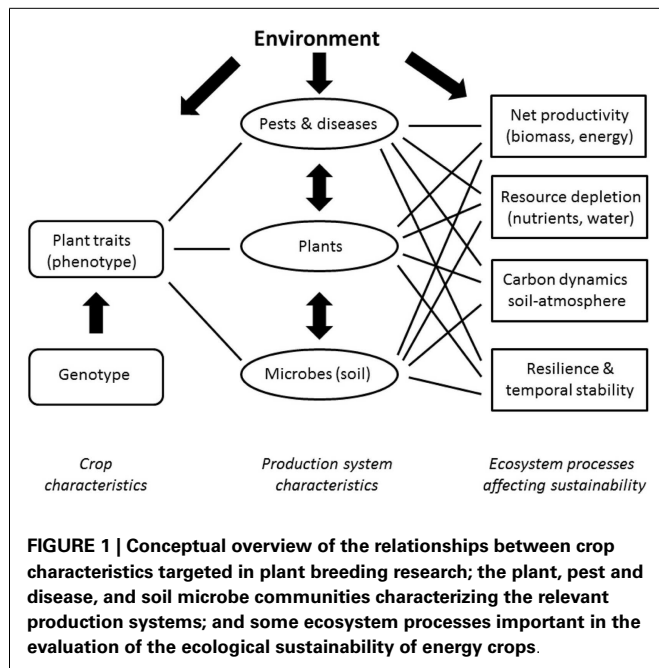 Environment
Pests & diseases
Net productivity
(biomass, energy)
Resource depletion
(nutrients, water)
Plant traits
(phenotype)
Plants
Carbon dynamics
soil-atmosphere
Genotype
Microbes (soil)
Resilience &
temporal stability
Crop
characteristics
Production system
characteristics
Ecosystem processes
affecting sustainability
FIGURE 1 | Conceptual overview of the relationships between crop
characteristics targeted in plant breeding research; the plant, pest and
disease, and soil microbe communities characterizing the relevant
production systems; and some ecosystem processes important in the
evaluation of the ecological sustainability of energy crops.